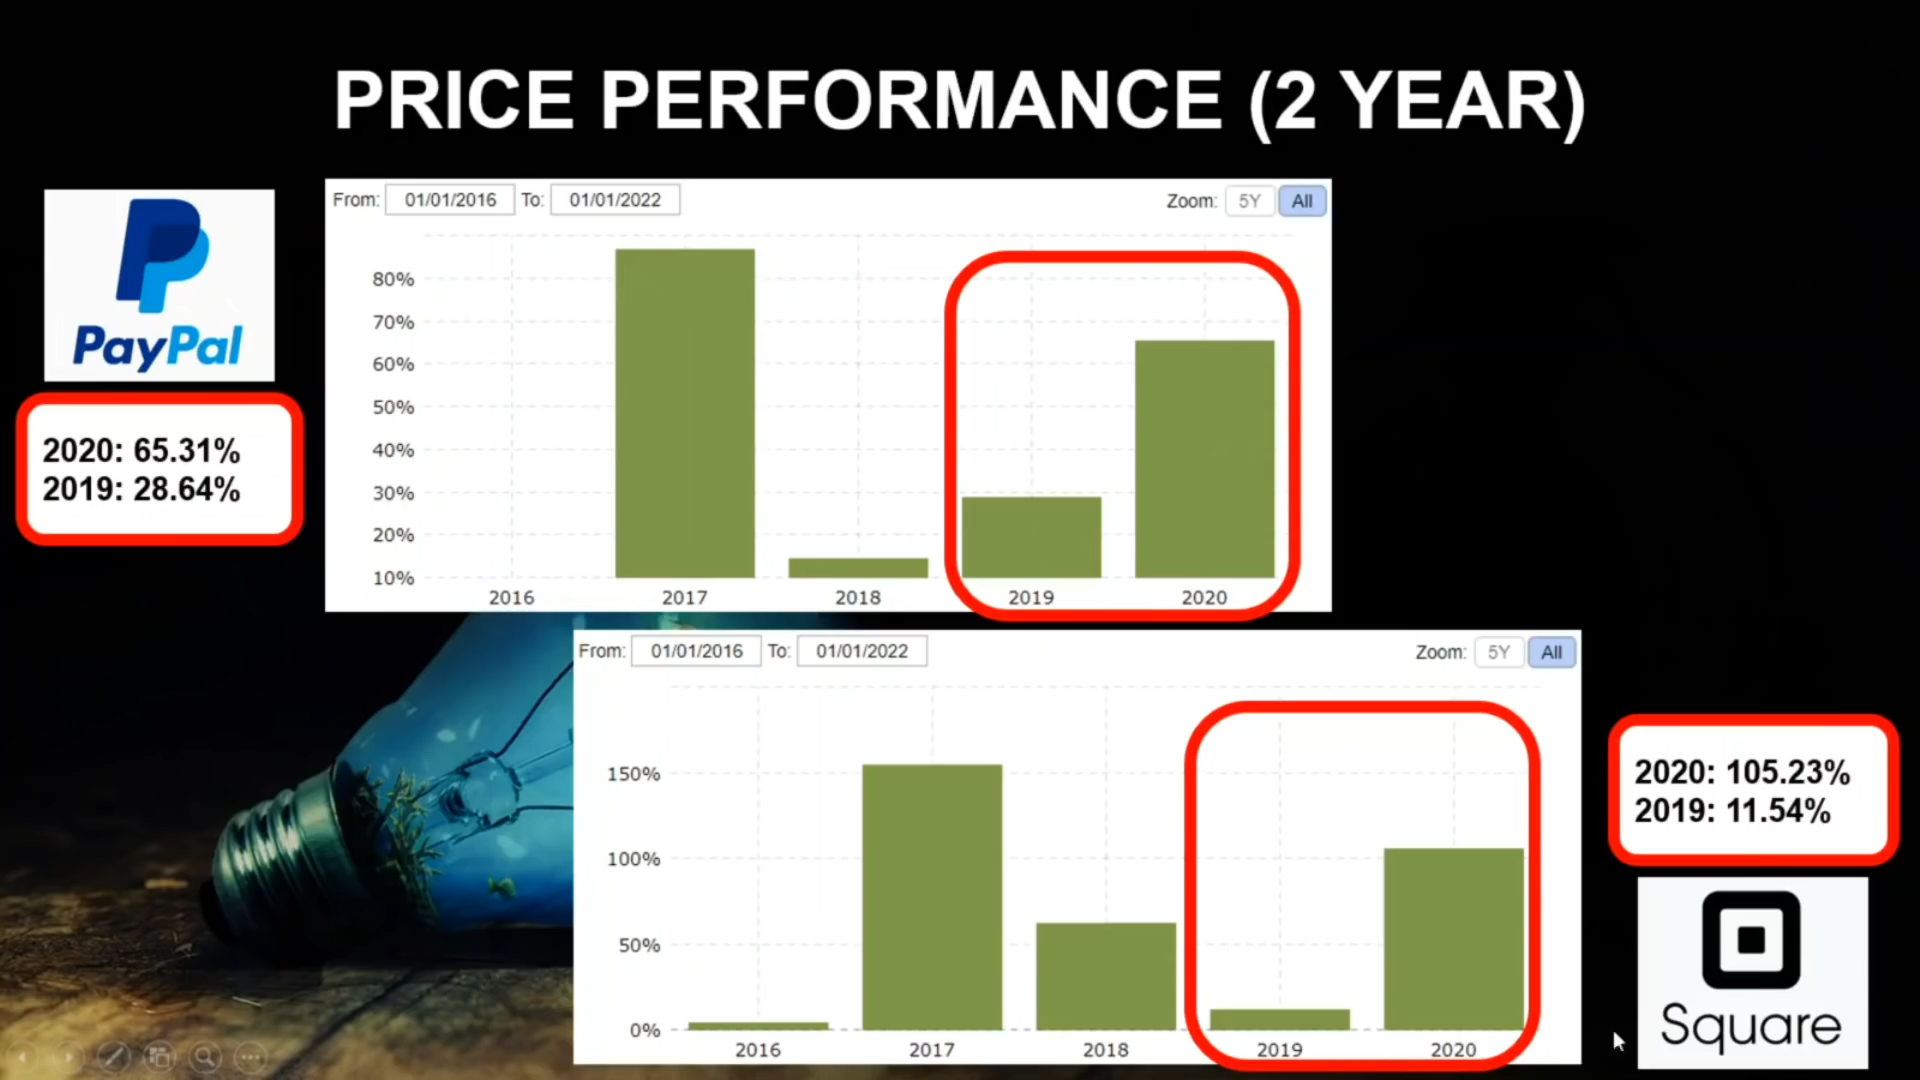 PRICE PERFORMANCE (2 YEAR)
PayPal
2020: 65.31%
2019: 28.64%
From: 01/01/2016 To: 01/01/2022 Zoom: 5Y All
80%
70%
60%
50%
40%
30%
20%
10%
2016 2017 2018 2019 2020
From: 01/01/2016 To: 01/01/2022 Zoom: 5Y All
150%
100%
50%
0%
2016 2017 2018 2019 2020
2020: 105.23%
2019: 11.54%
Square